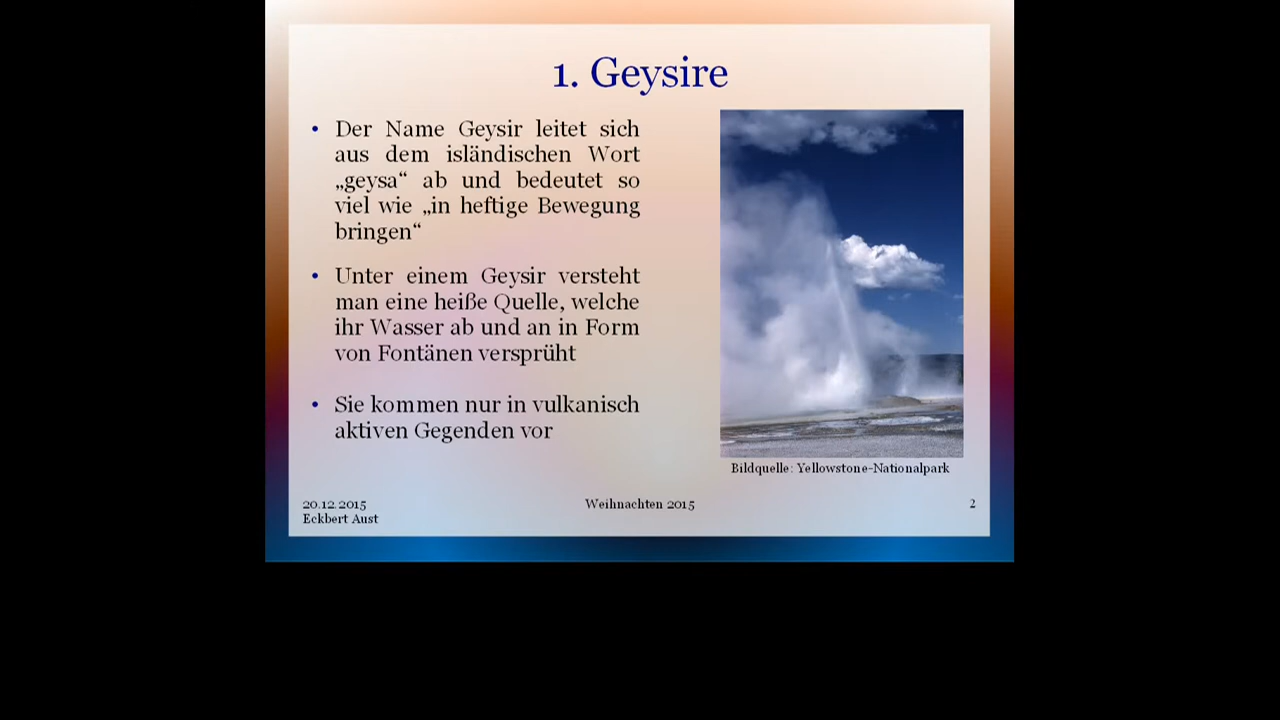 1. Geysire
• Der Name Geysir leitet sich
aus dem isländischen Wort
„geysa“ ab und bedeutet so
viel wie „in heftige Bewegung
bringen“
• Unter einem Geysir versteht
man eine heiße Quelle, welche
ihr Wasser ab und an in Form
von Fontänen versprüht
• Sie kommen nur in vulkanisch
aktiven Gegenden vor
Bildquelle: Yellowstone-Nationalpark
20.12.2015
Eckbert Aust
Weihnachten 2015
2